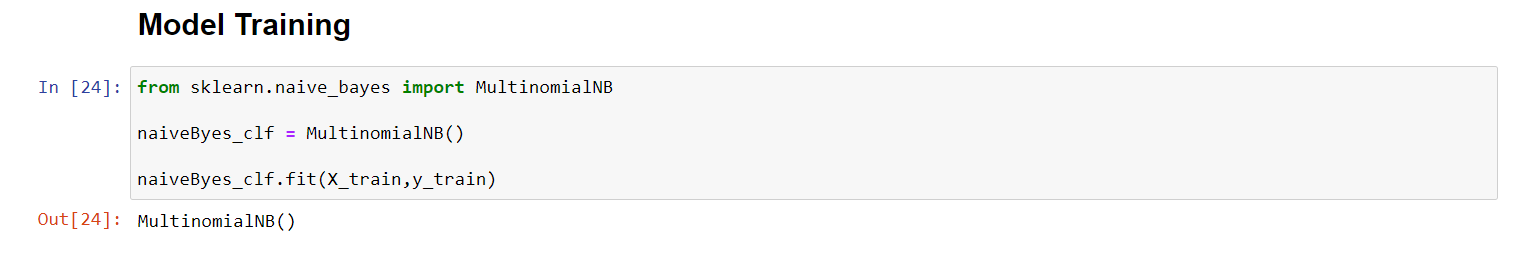 Model Training
In [24]: from sklearn.naive_bayes import MultinomialNB
naiveByes_clf = MultinomialNB()
naiveByes_clf.fit(X_train,y_train)
Out[24]: MultinomialNB()